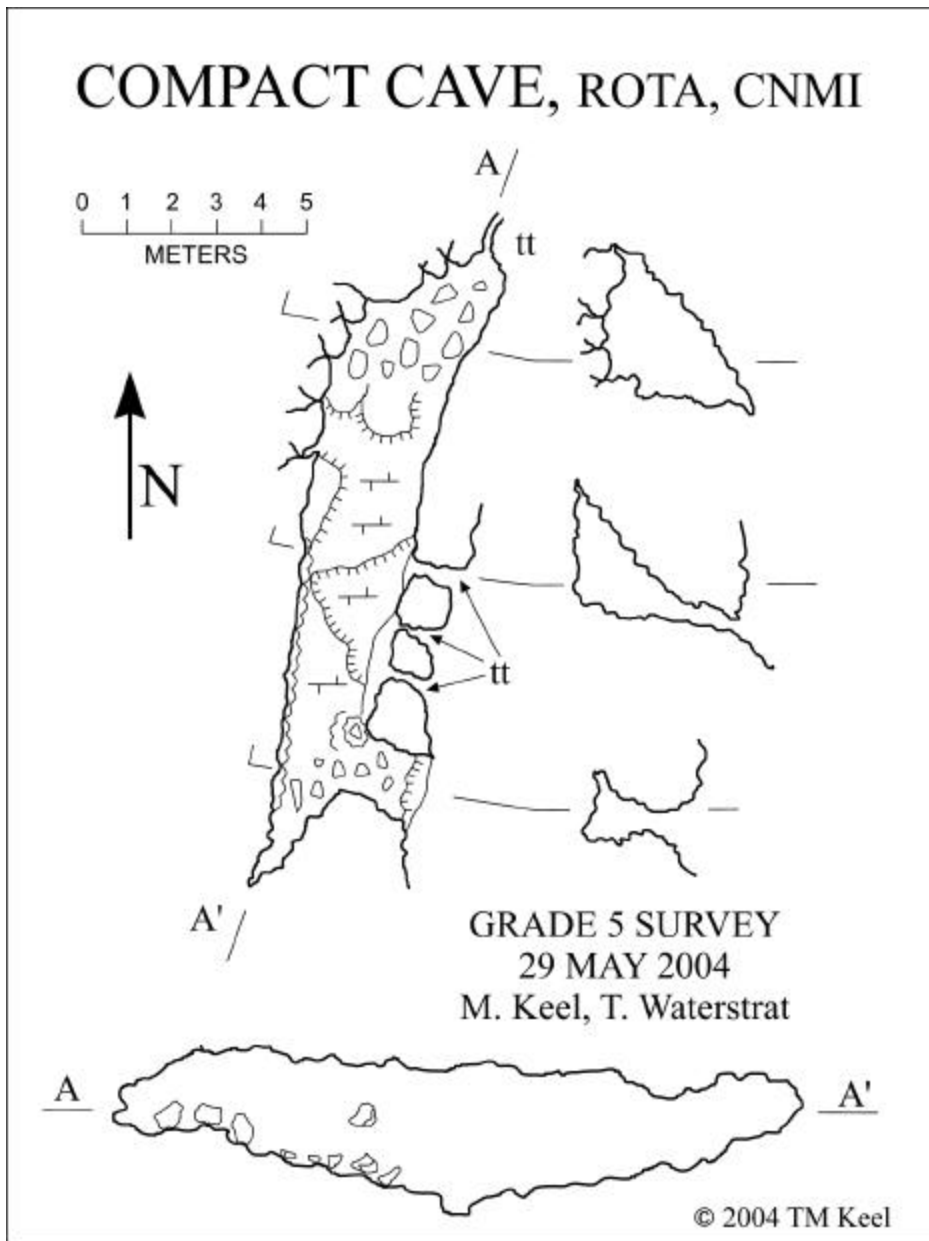 COMPACT CAVE, ROTA, CNMI
A
0 1 2 3 4 5
METERS
tt
N
tt
A'
GRADE 5 SURVEY
29 MAY 2004
M. Keel, T. Waterstrat
A
A'
© 2004 TM Keel